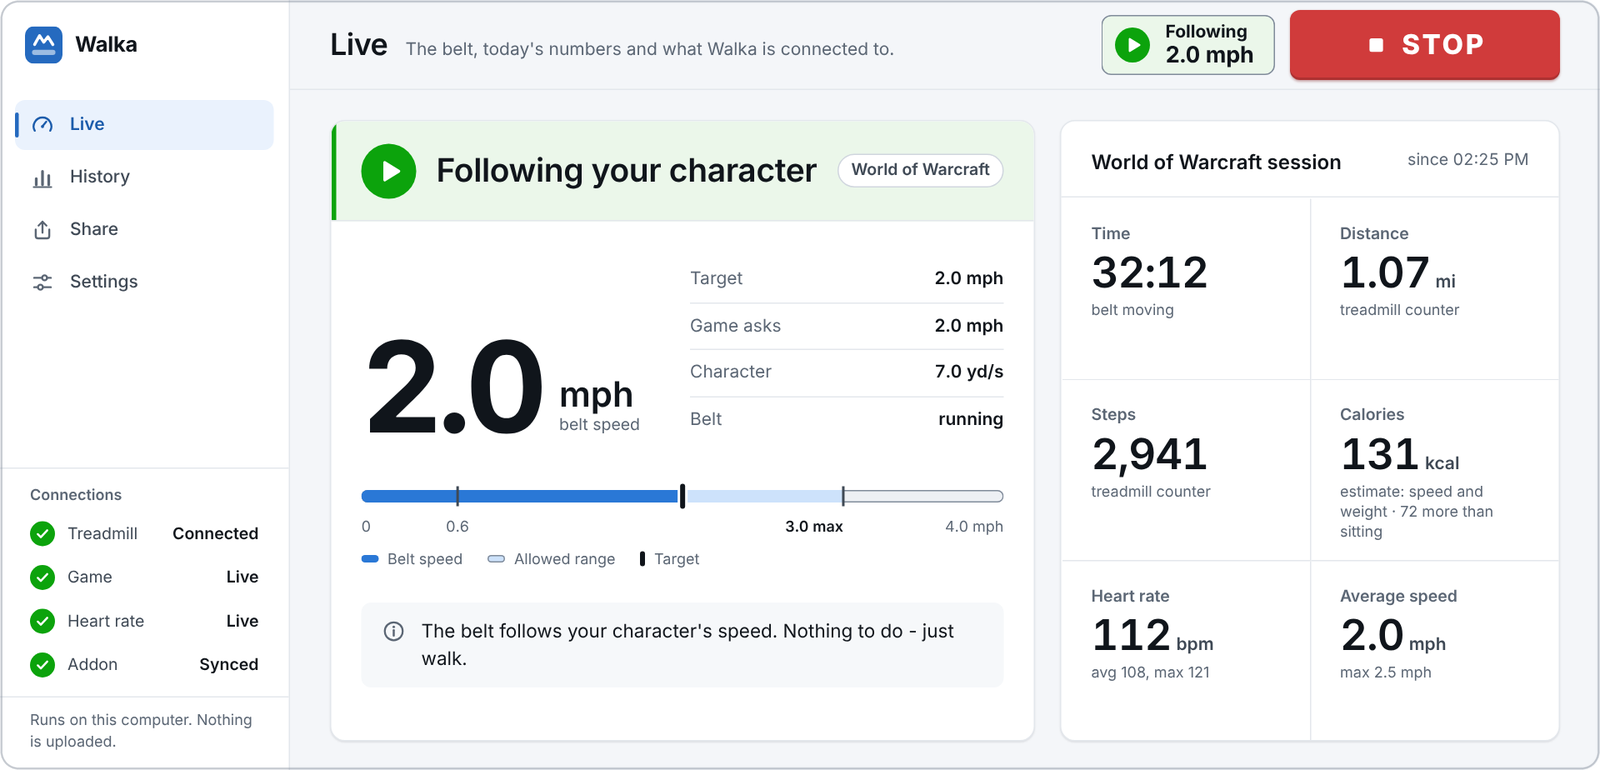 Walka
Live
History
Share
Settings
Connections
Treadmill Connected
Game Live
Heart rate Live
Addon Synced
Runs on this computer. Nothing
is uploaded.
Live The belt, today's numbers and what Walka is connected to.
Following
2.0 mph
STOP
Following your character World of Warcraft
2.0 mph
belt speed
Target 2.0 mph
Game asks 2.0 mph
Character 7.0 yd/s
Belt running
0 0.6 3.0 max 4.0 mph
Belt speed Allowed range Target
The belt follows your character's speed. Nothing to do - just
walk.
World of Warcraft session since 02:25 PM
Time
32:12
belt moving
Distance
1.07 mi
treadmill counter
Steps
2,941
treadmill counter
Calories
131 kcal
estimate: speed and
weight · 72 more than
sitting
Heart rate
112 bpm
avg 108, max 121
Average speed
2.0 mph
max 2.5 mph